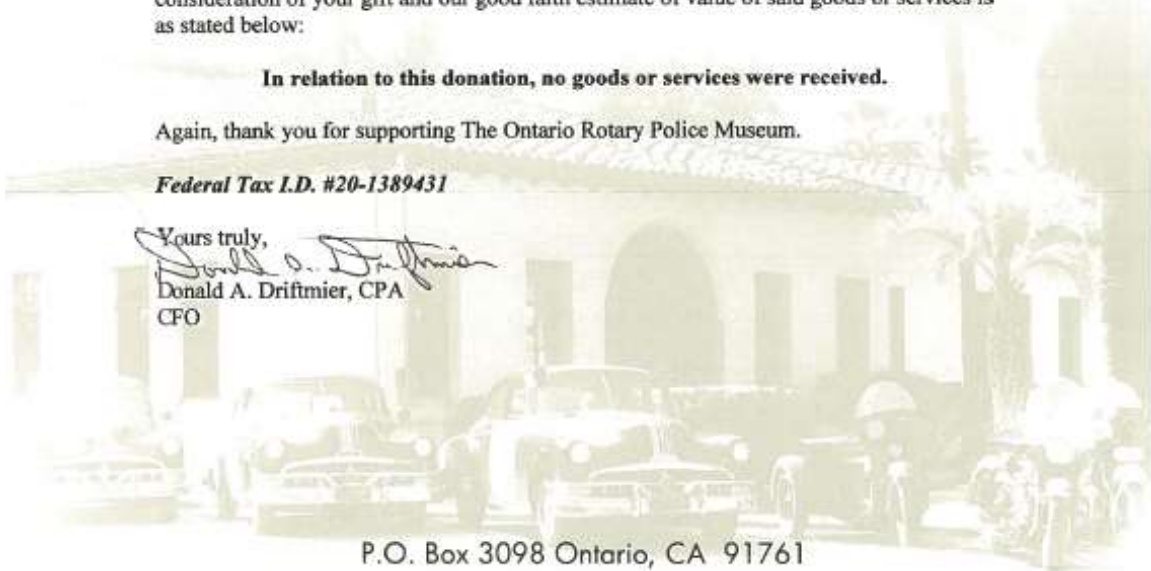 consideration of your gift and our good faith estimate of value of said goods or services is
as stated below:
In relation to this donation, no goods or services were received.
Again, thank you for supporting The Ontario Rotary Police Museum.
Federal Tax I.D. #20-1389431
Yours truly,
Donald A. Driftmier
Donald A. Driftmier, CPA
CFO
P.O. Box 3098 Ontario, CA 91761